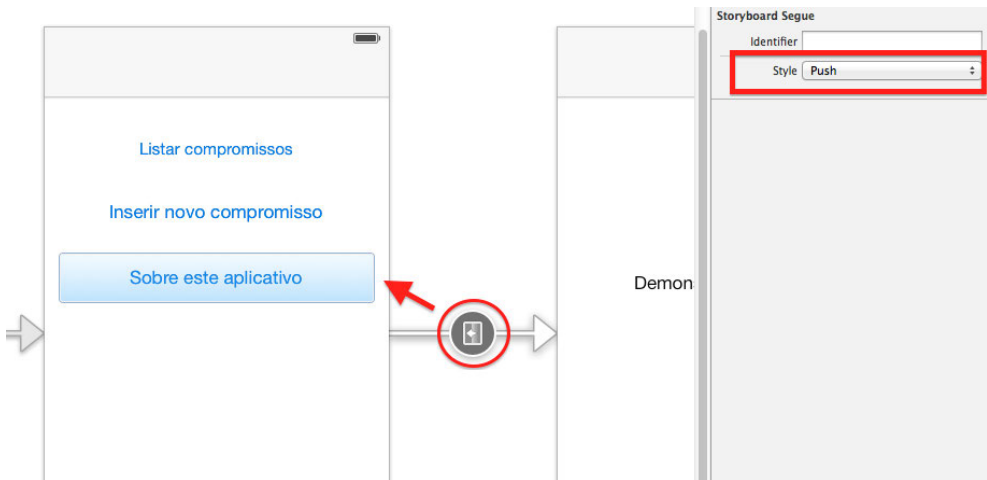 Storyboard Segue
Identifier
Style Push
Listar compromissos
Inserir novo compromisso
Sobre este aplicativo
Demon